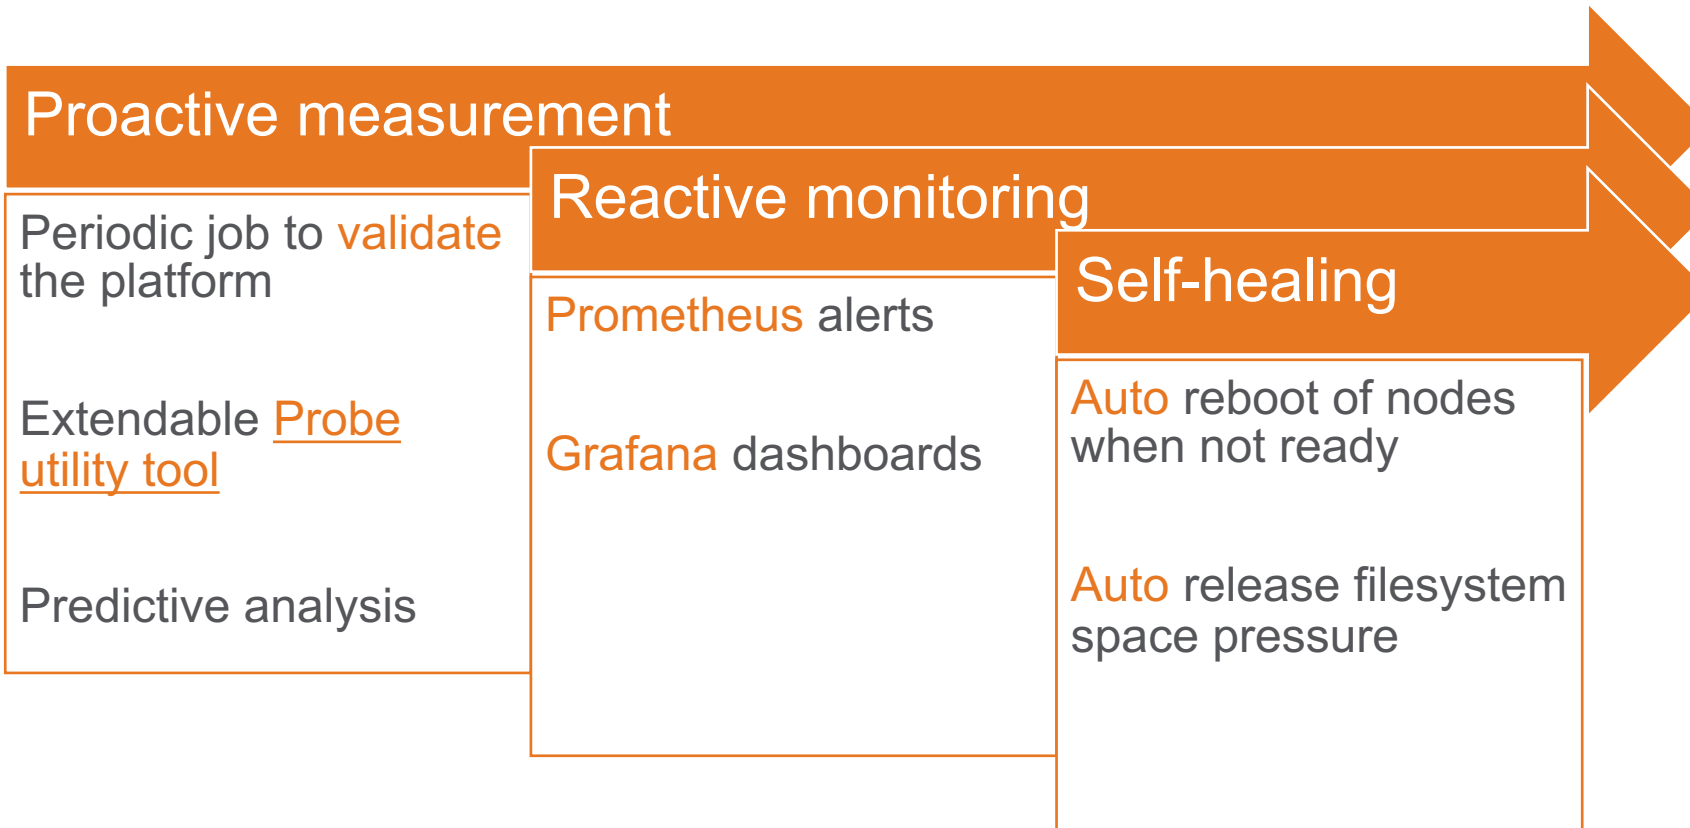 Proactive measurement
Periodic job to validate
the platform
Extendable Probe
utility tool
Predictive analysis
Reactive monitoring
Prometheus alerts
Grafana dashboards
Self-healing
Auto reboot of nodes
when not ready
Auto release filesystem
space pressure